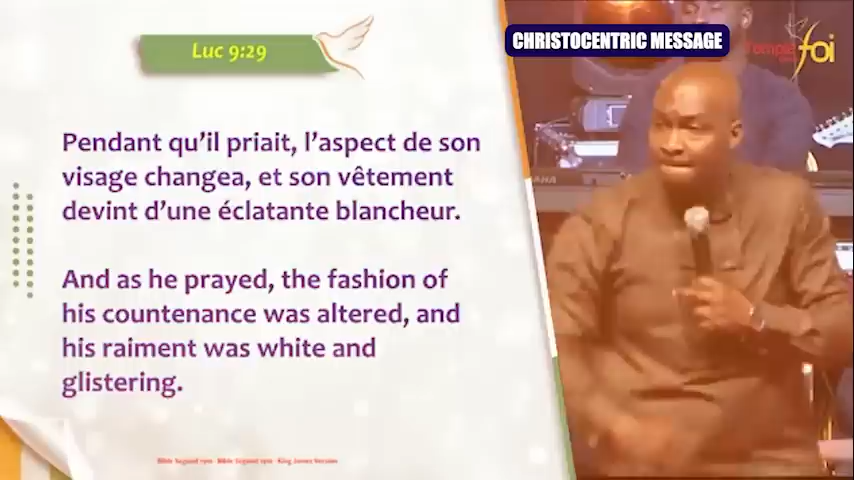 Luc 9:29
CHRISTOCENTRIC MESSAGE
Temple
foi
Pendant qu'il priait, l'aspect de son
visage changea, et son vêtement
devint d'une éclatante blancheur.
And as he prayed, the fashion of
his countenance was altered, and
his raiment was white and
glistering.